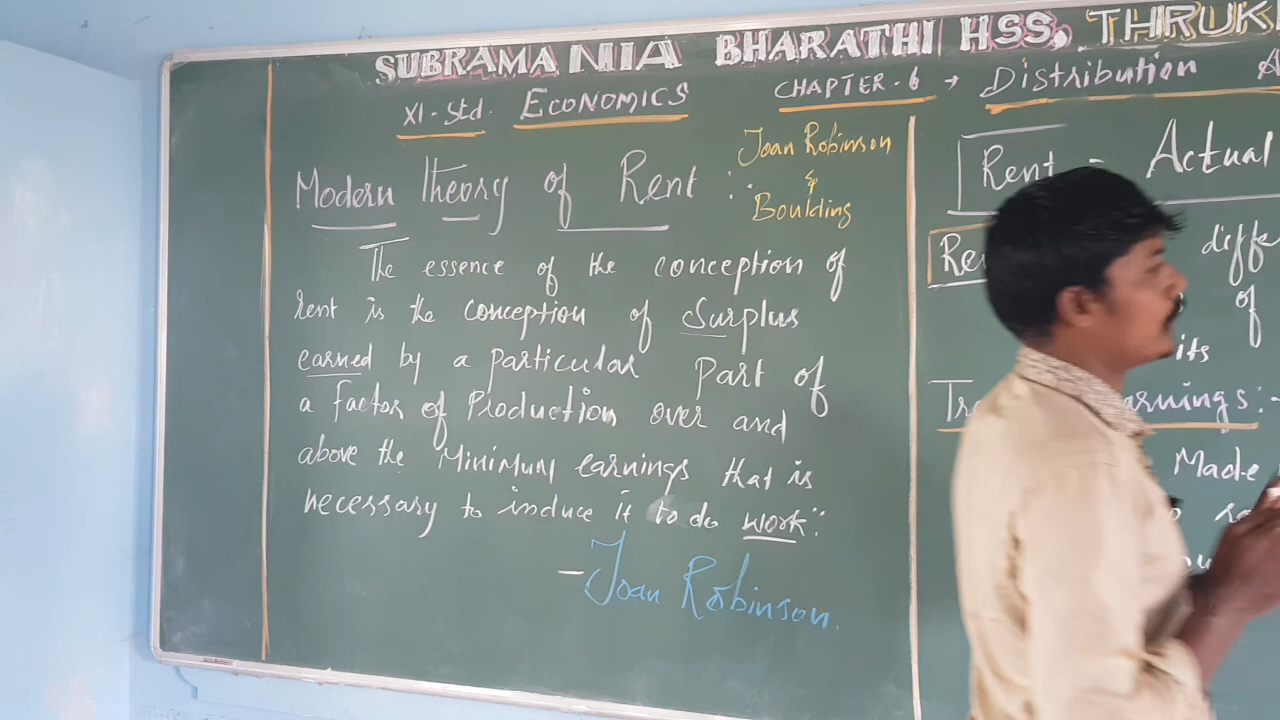 SUBRAMANIA BHARATHI HSS, THRUK
XI-Std. ECONOMICS
CHAPTER-6 → Distribution A
Modern Theory of Rent :-
Joan Robinson
&
Boulding
The essence of the conception of
rent is the conception of Surplus
earned by a particular part of
a factor of Production over and
above the Minimum earnings that is
necessary to induce it to do work"
- Joan Robinson.
Rent = Actual
diffe
of
its
arnings:-
Made